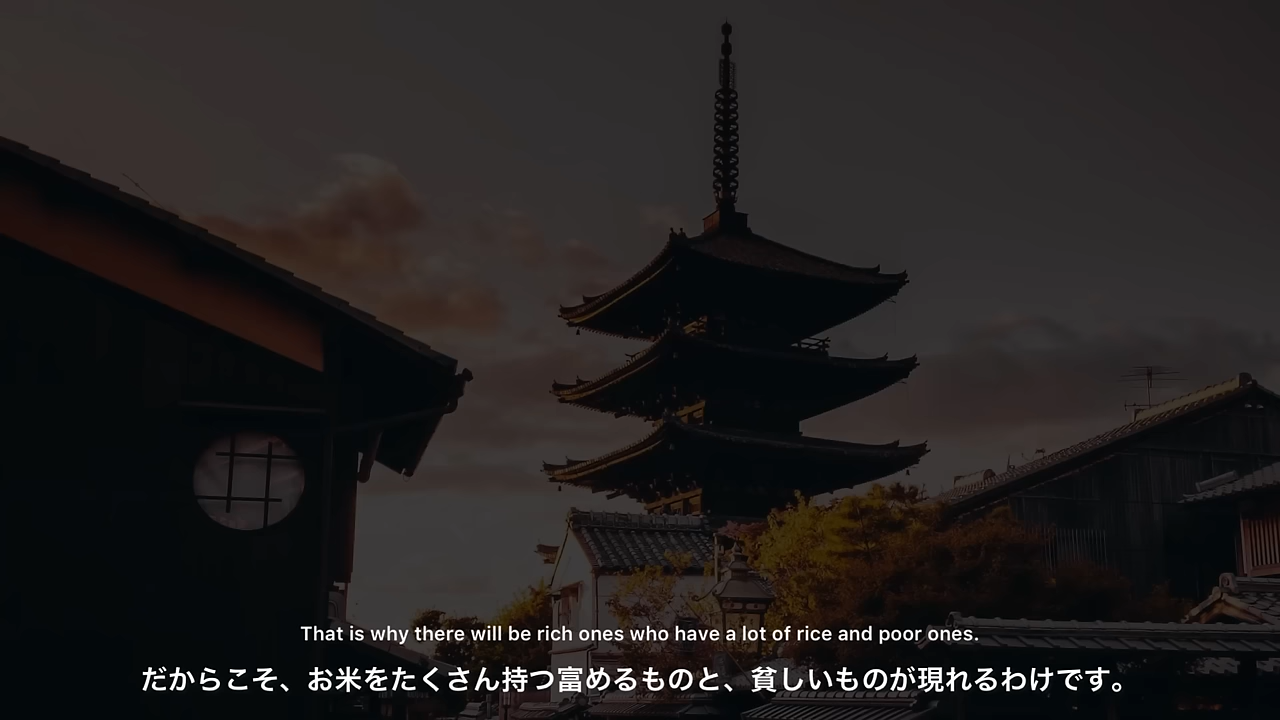 That is why there will be rich ones who have a lot of rice and poor ones.
だからこそ、お米をたくさん持つ富めるものと、貧しいものが現れるわけです。